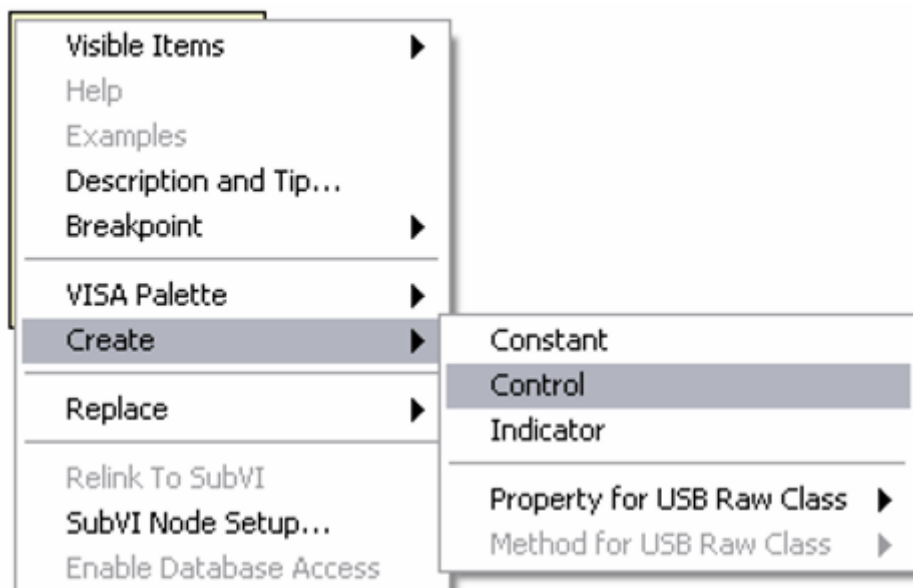 Visible Items
Help
Examples
Description and Tip...
Breakpoint
VISA Palette
Create
Replace
Relink To SubVI
SubVI Node Setup...
Enable Database Access
Constant
Control
Indicator
Property for USB Raw Class
Method for USB Raw Class